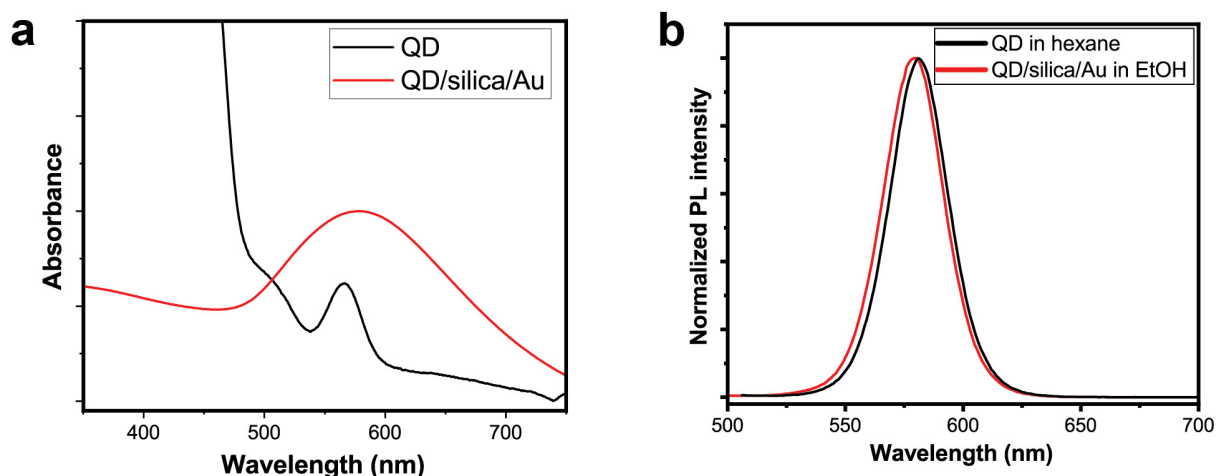 a
QD
QD/silica/Au
Absorbance
400
500
600
700
Wavelength (nm)
b
QD in hexane
QD/silica/Au in EtOH
Normalized PL intensity
500
550
600
650
700
Wavelength (nm)